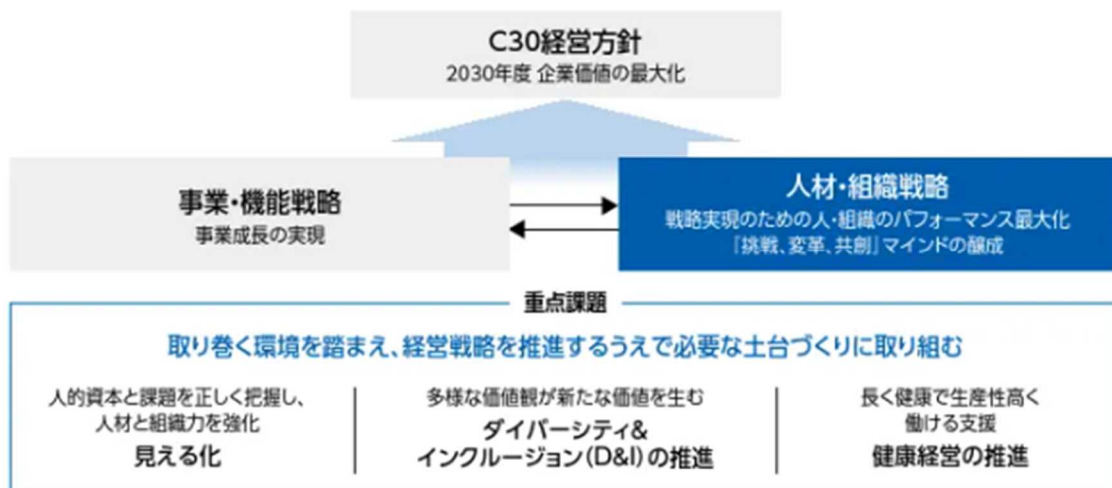 C30経営方針
2030年度 企業価値の最大化
事業・機能戦略
事業成長の実現
人材・組織戦略
戦略実現のための人・組織のパフォーマンス最大化
「挑戦、変革、共創」マインドの醸成
重点課題
取り巻く環境を踏まえ、経営戦略を推進するうえで必要な土台づくりに取り組む
人的資本と課題を正しく把握し、
人材と組織力を強化
見える化
多様な価値観が新たな価値を生む
ダイバーシティ&
インクルージョン(D&I)の推進
長く健康で生産性高く
働ける支援
健康経営の推進